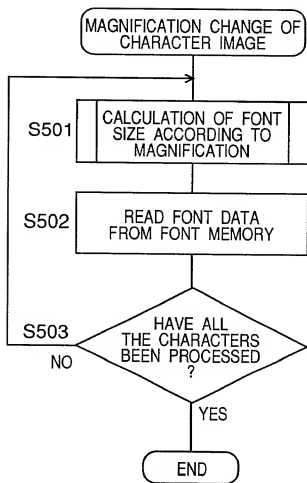 MAGNIFICATION CHANGE OF
CHARACTER IMAGE
S501
CALCULATION OF FONT
SIZE ACCORDING TO
MAGNIFICATION
S502
READ FONT DATA
FROM FONT MEMORY
S503
HAVE ALL
THE CHARACTERS
BEEN PROCESSED
?
NO
YES
END